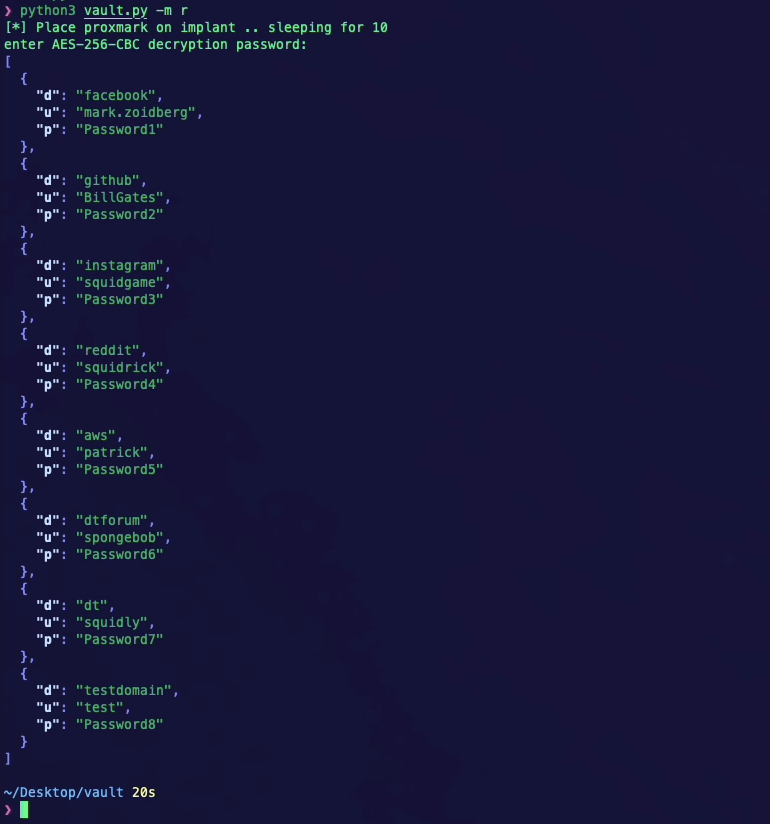 ❯ python3 vault.py -m r
[*] Place proxmark on implant .. sleeping for 10
enter AES-256-CBC decryption password:
[
  {
    "d": "facebook",
    "u": "mark.zoidberg",
    "p": "Password1"
  },
  {
    "d": "github",
    "u": "BillGates",
    "p": "Password2"
  },
  {
    "d": "instagram",
    "u": "squidgame",
    "p": "Password3"
  },
  {
    "d": "reddit",
    "u": "squidrick",
    "p": "Password4"
  },
  {
    "d": "aws",
    "u": "patrick",
    "p": "Password5"
  },
  {
    "d": "dtforum",
    "u": "spongebob",
    "p": "Password6"
  },
  {
    "d": "dt",
    "u": "squidly",
    "p": "Password7"
  },
  {
    "d": "testdomain",
    "u": "test",
    "p": "Password8"
  }
]
~/Desktop/vault 20s
❯